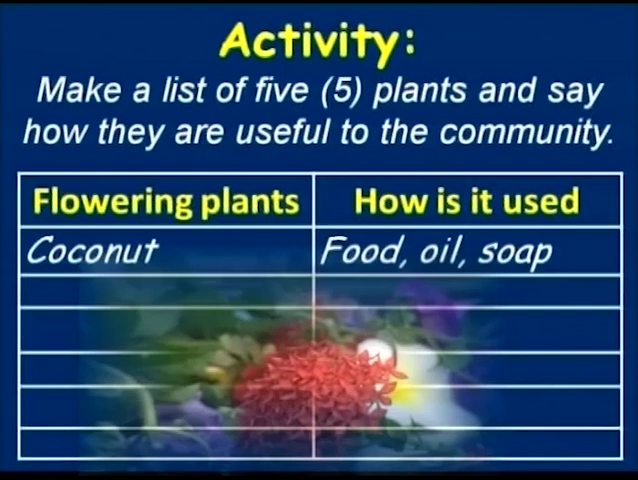 Activity:
Make a list of five (5) plants and say
how they are useful to the community.
Flowering plants How is it used
Coconut Food, oil, soap